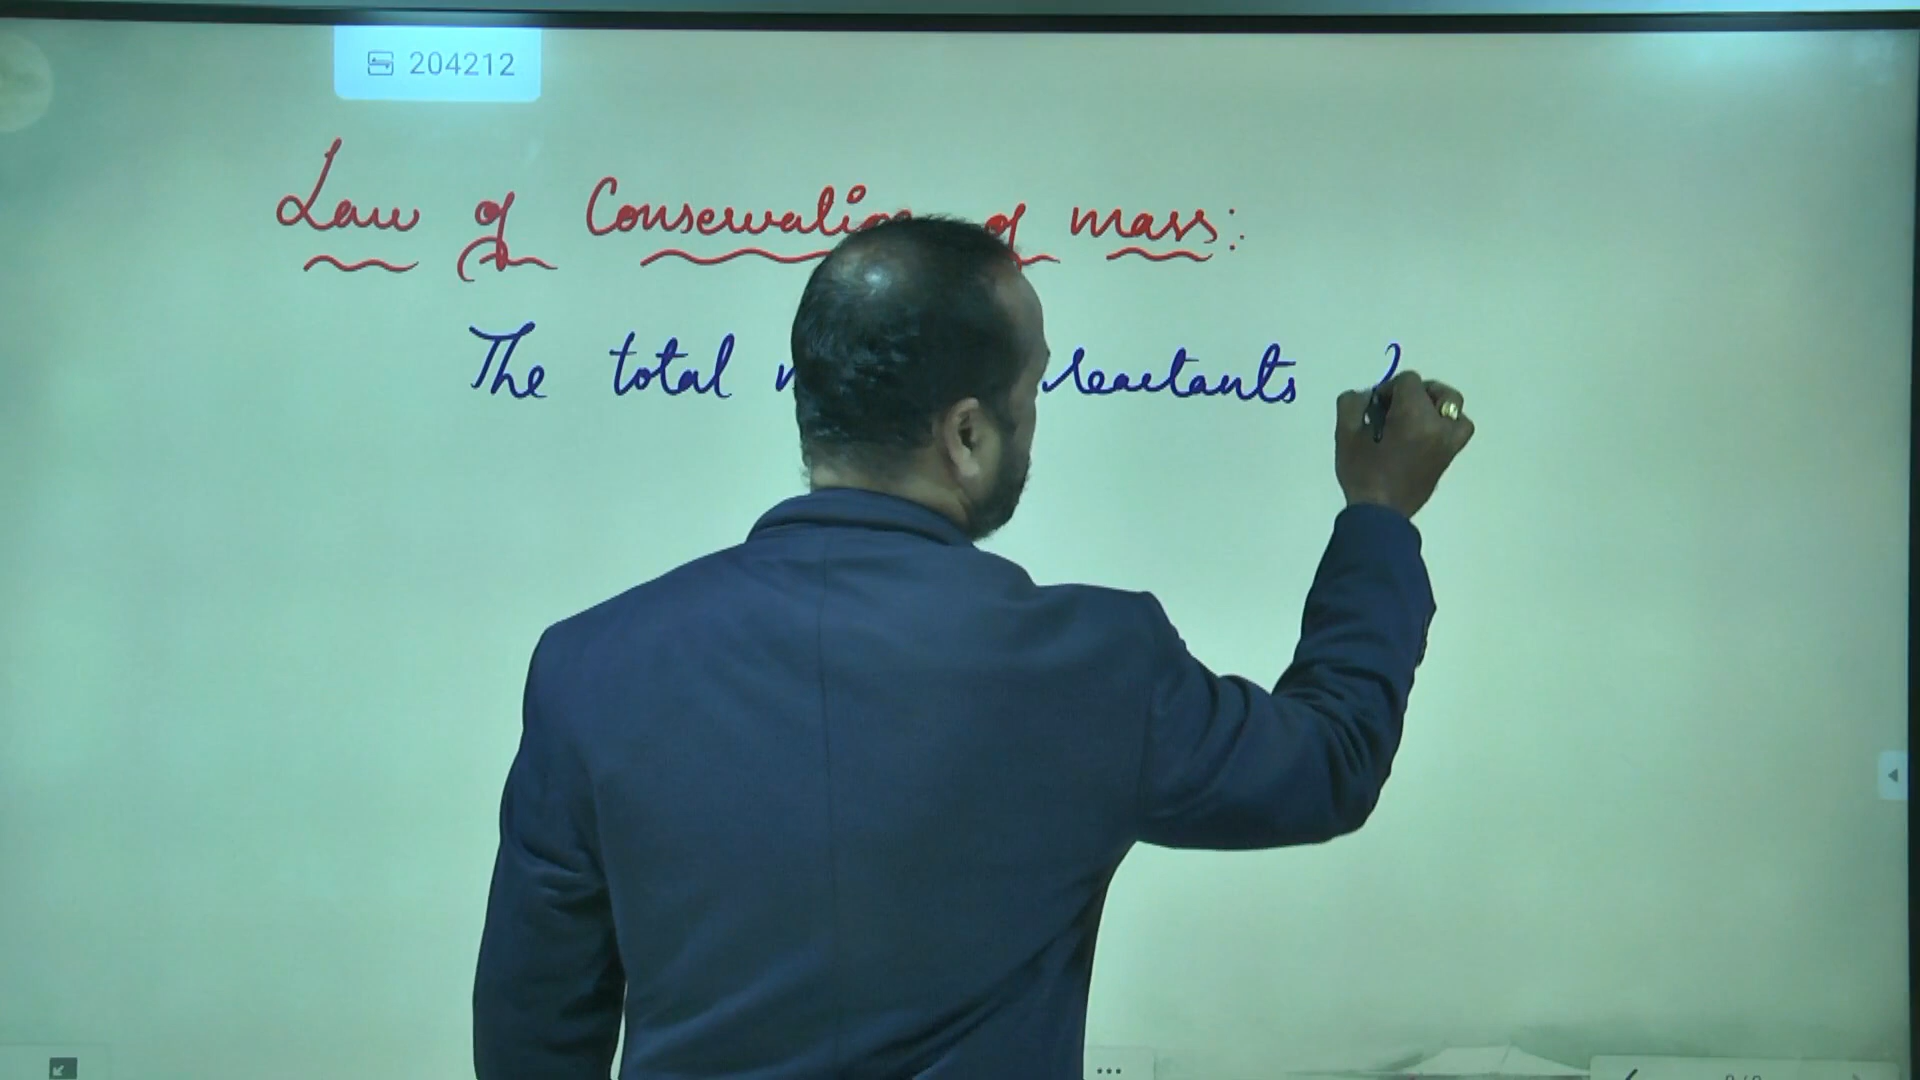 204212
Law of Conservation of mass:
The total reactants
...